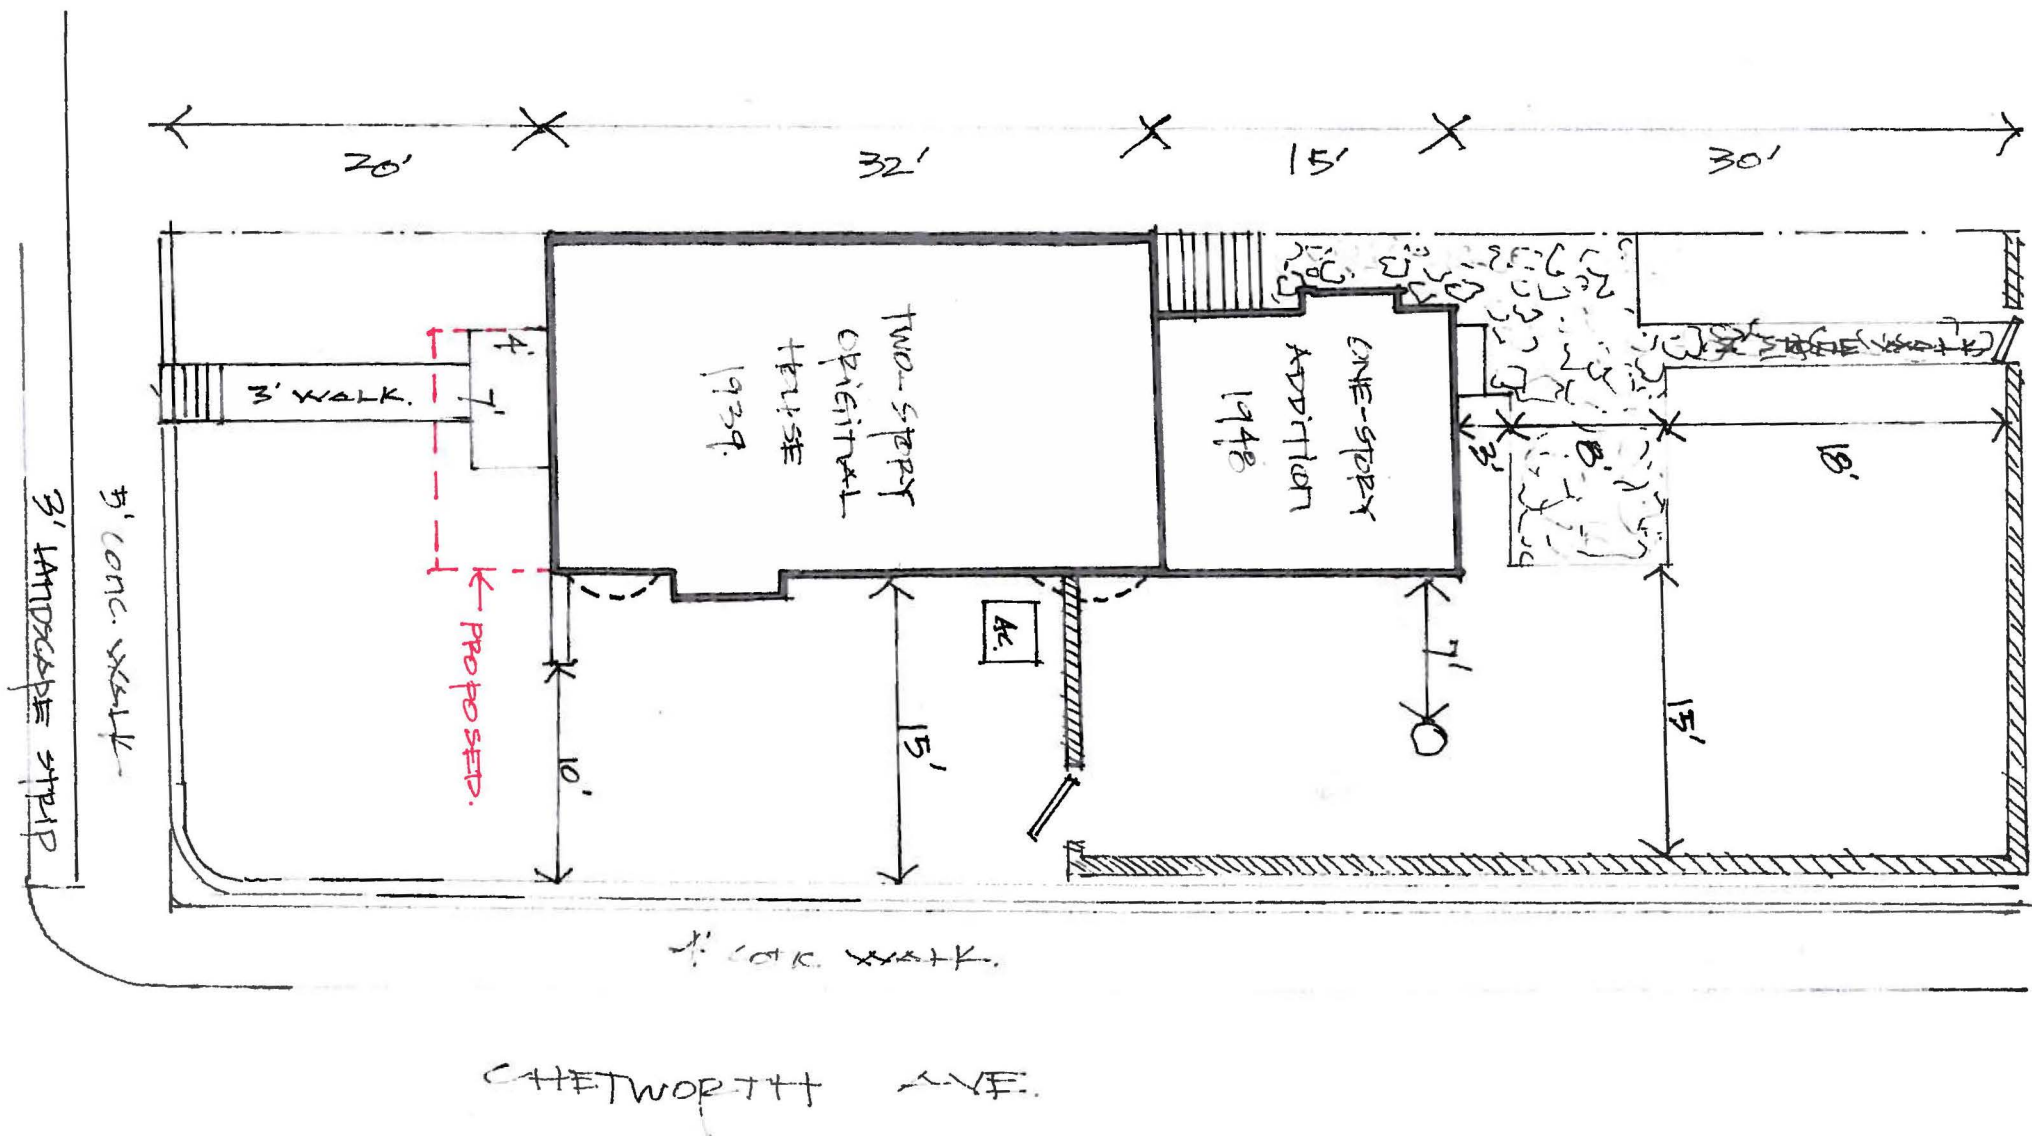 20'
32'
15'
30'
4'
7'
3' WALK.
TWO-STORY
ORIGINAL
HOUSE
1939.
ONE-STORY
ADDITION
1948
3'
8'
18'
← PROPOSED.
AC.
10'
15'
7'
15'
5' CONC. WALK
3' LANDSCAPE STRIP
4' CONC. WALK.
CHETWORTH AVE.